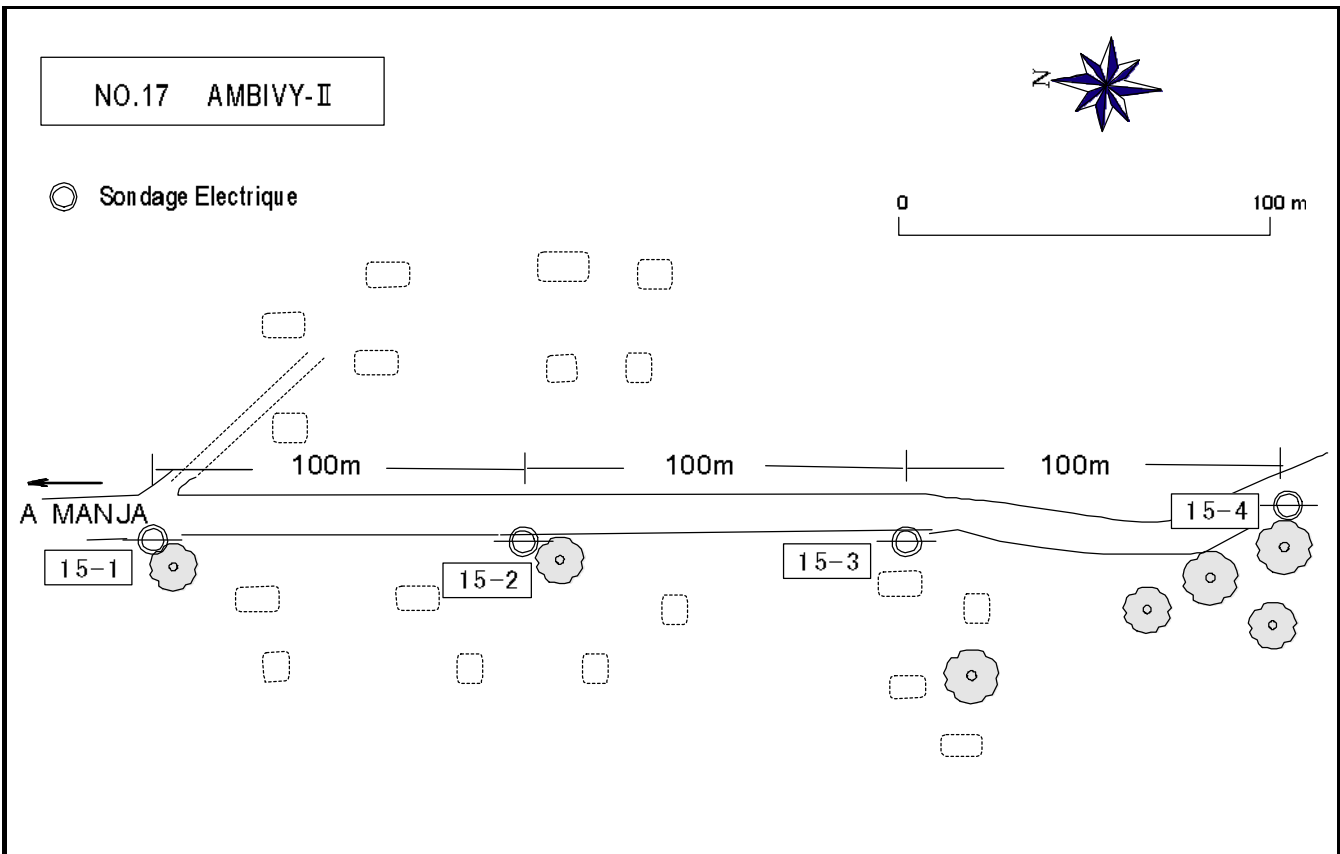 NO.17 AMBIVY-Ⅱ
N
Sondage Electrique
0 100 m
100m 100m 100m
A MANJA
15-4
15-1
15-2
15-3